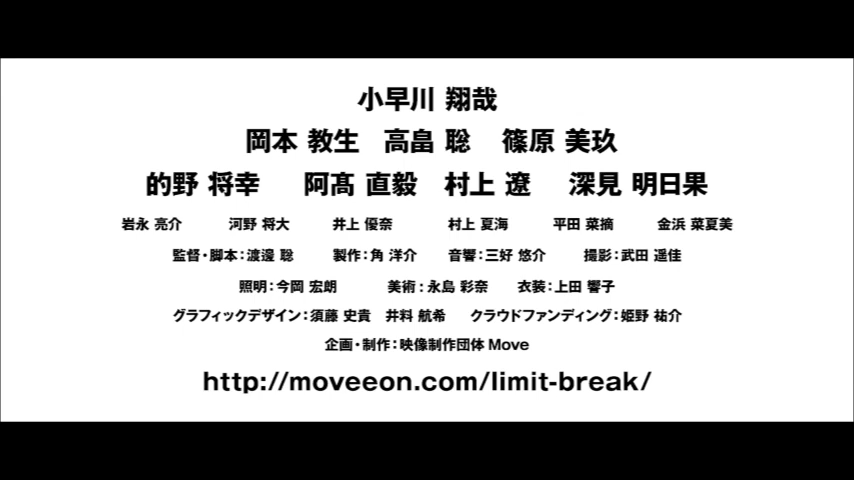 小早川 翔哉
岡本 教生 高畠 聡 篠原 美玖
的野 将幸 阿髙 直毅 村上 遼 深見 明日果
岩永 亮介 河野 将大 井上 優奈 村上 夏海 平田 菜摘 金浜 菜夏美
監督・脚本：渡邊 聡 製作：角 洋介 音響：三好 悠介 撮影：武田 遥佳
照明：今岡 宏朗 美術：永島 彩奈 衣装：上田 響子
グラフィックデザイン：須藤 史貴 井料 航希 クラウドファンディング：姫野 祐介
企画・制作：映像制作団体 Move
http://moveeon.com/limit-break/